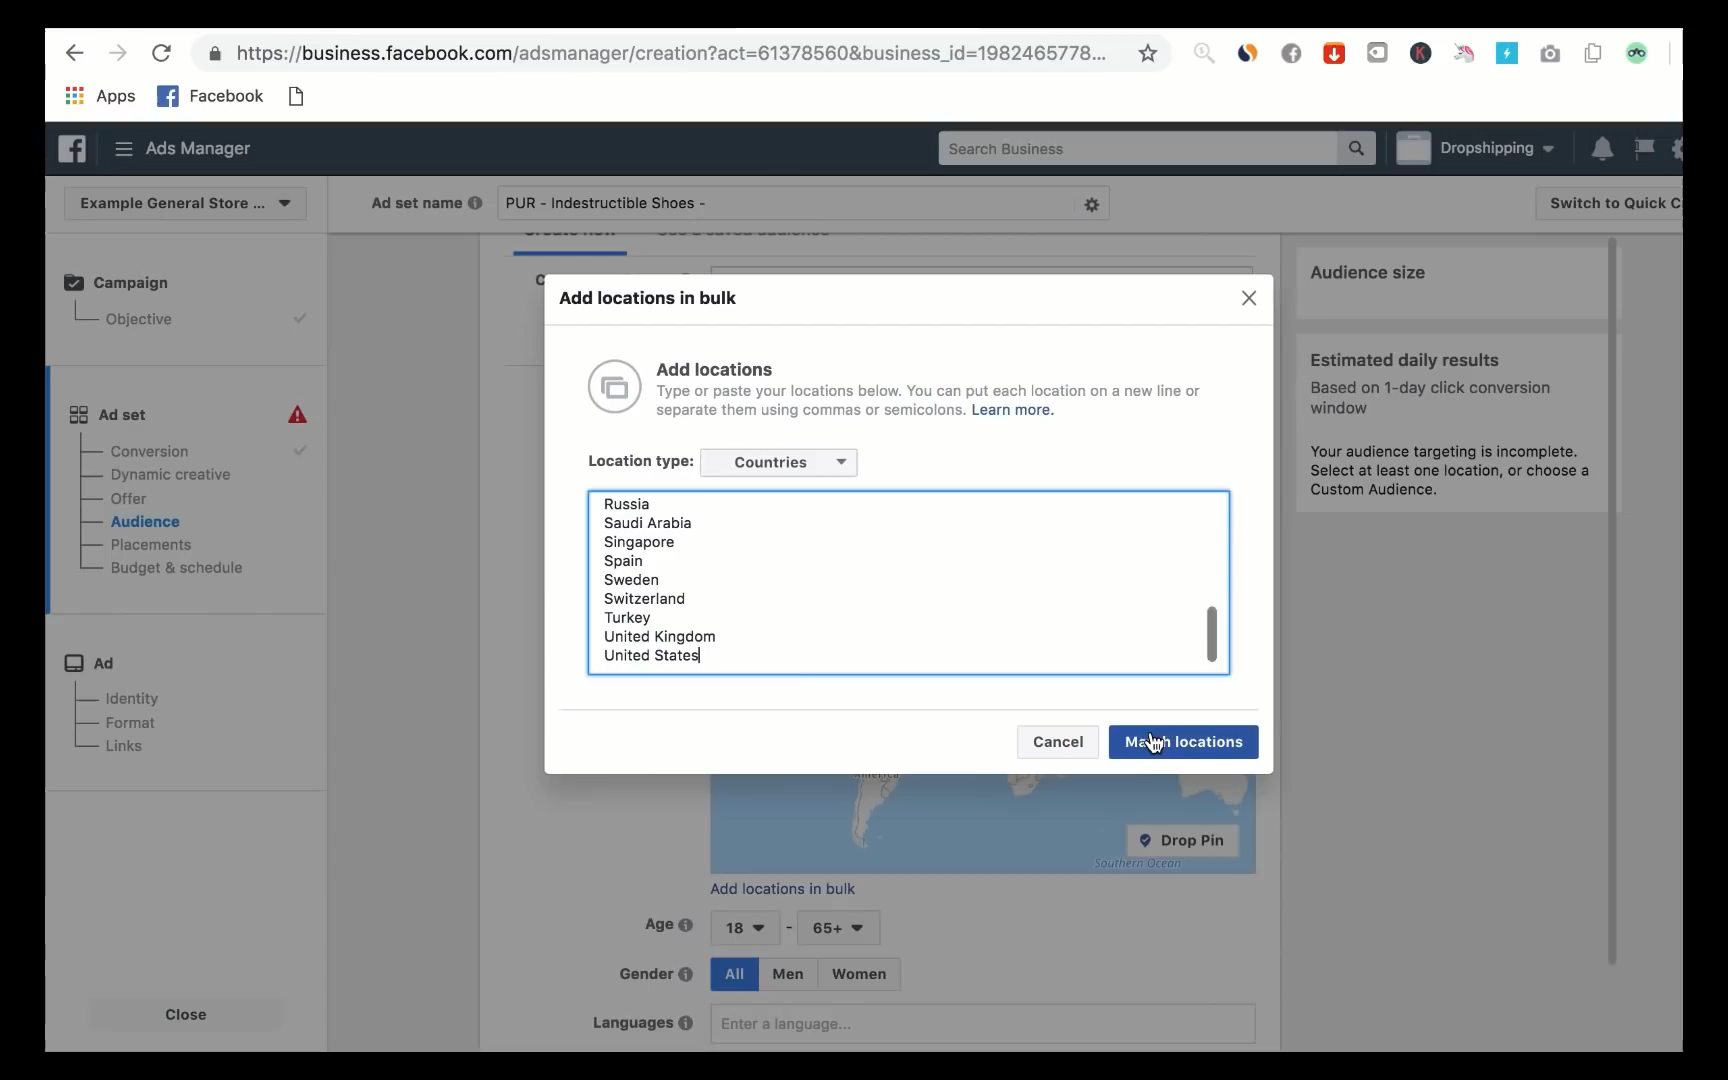 https://business.facebook.com/adsmanager/creation?act=61378560&business_id=1982465778...
Apps
Facebook
Ads Manager
Search Business
Dropshipping
Example General Store ...
Ad set name
PUR - Indestructible Shoes -
Switch to Quick C
Campaign
Objective
Ad set
Conversion
Dynamic creative
Offer
Audience
Placements
Budget & schedule
Ad
Identity
Format
Links
Close
Add locations in bulk
Add locations
Type or paste your locations below. You can put each location on a new line or
separate them using commas or semicolons. Learn more.
Location type:
Countries
Russia
Saudi Arabia
Singapore
Spain
Sweden
Switzerland
Turkey
United Kingdom
United States
Cancel
locations
Drop Pin
Southern Ocean
Add locations in bulk
Age
18
-
65+
Gender
All
Men
Women
Languages
Enter a language...
Audience size
Estimated daily results
Based on 1-day click conversion
window
Your audience targeting is incomplete.
Select at least one location, or choose a
Custom Audience.